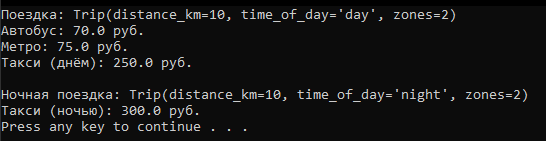 Поездка: Trip(distance_km=10, time_of_day='day', zones=2)
Автобус: 70.0 руб.
Метро: 75.0 руб.
Такси (днём): 250.0 руб.
Ночная поездка: Trip(distance_km=10, time_of_day='night', zones=2)
Такси (ночью): 300.0 руб.
Press any key to continue . . .